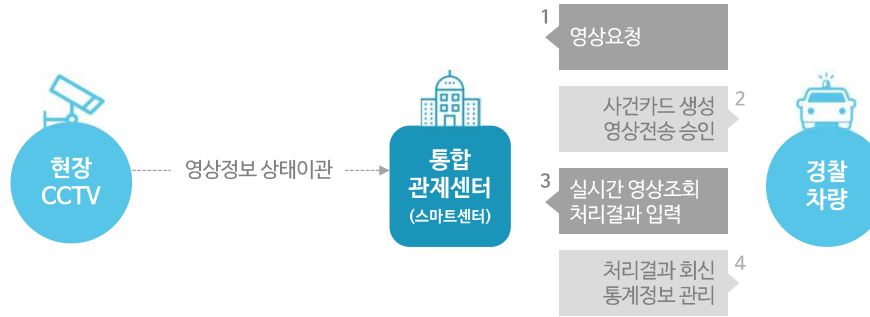 현장
CCTV
영상정보 상태이관
통합
관제센터
(스마트센터)
1
영상요청
사건카드 생성
영상전송 승인
2
3
실시간 영상조회
처리결과 입력
처리결과 회신
통계정보 관리
4
경찰
차량